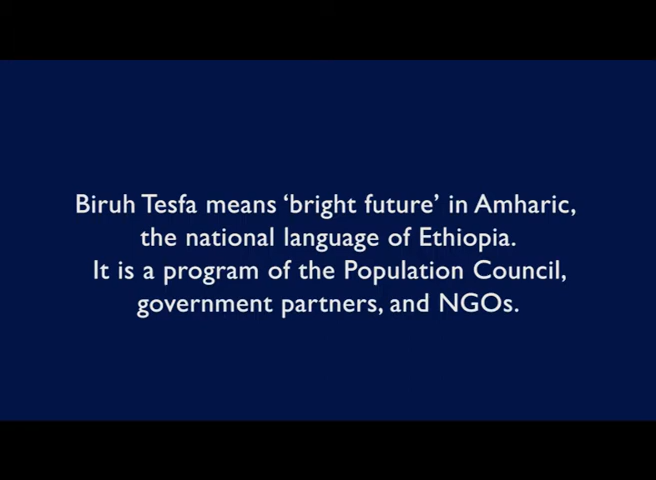 Biruh Tesfa means ‘bright future’ in Amharic,
the national language of Ethiopia.
It is a program of the Population Council,
government partners, and NGOs.